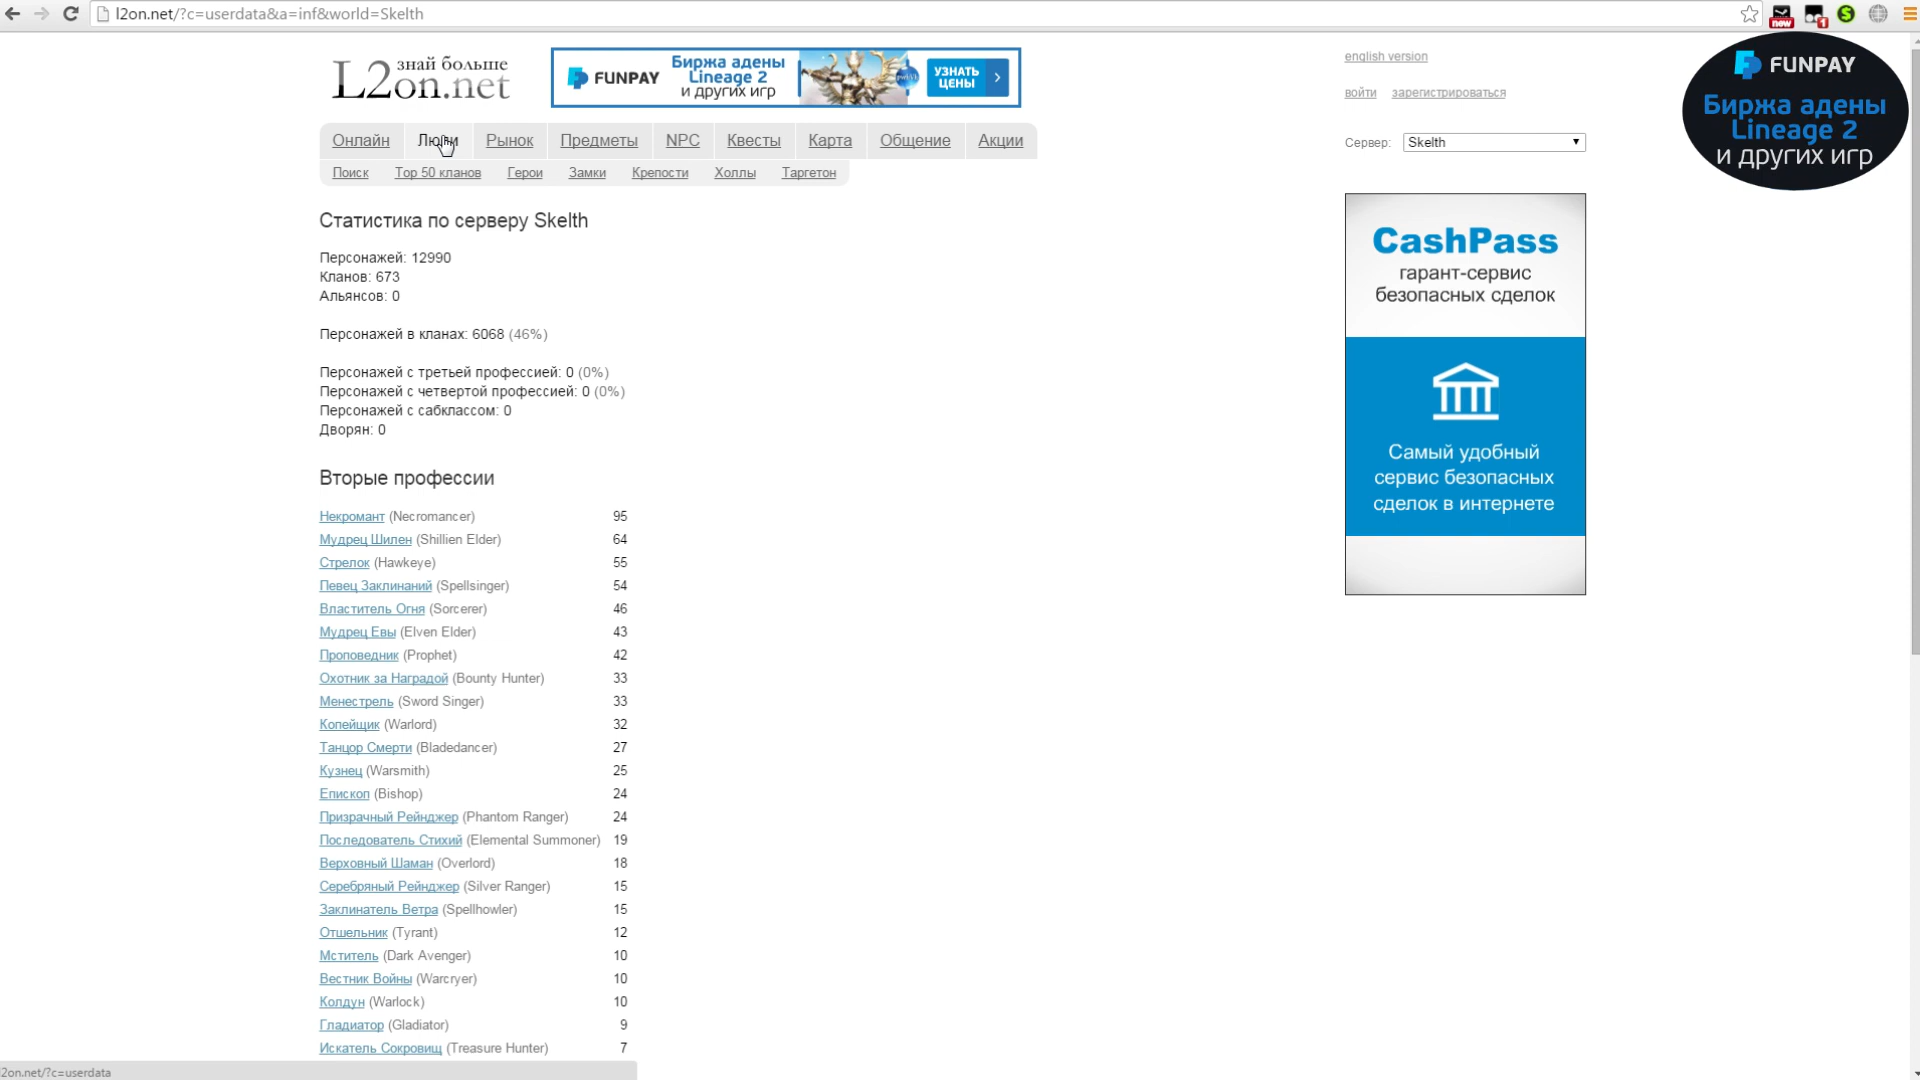 l2on.net/?c=userdata&a=inf&world=Skelth
new
1
S
знай больше
L2on.net
FUNPAY
Биржа адены
Lineage 2
и других игр
УЗНАТЬ
ЦЕНЫ
english version
войти зарегистрироваться
Сервер: Skelth
FUNPAY
Биржа адены
Lineage 2
и других игр
Онлайн Люди Рынок Предметы NPC Квесты Карта Общение Акции
Поиск Top 50 кланов Герои Замки Крепости Холлы Таргетон
Статистика по серверу Skelth
Персонажей: 12990
Кланов: 673
Альянсов: 0
Персонажей в кланах: 6068 (46%)
Персонажей с третьей профессией: 0 (0%)
Персонажей с четвертой профессией: 0 (0%)
Персонажей с сабклассом: 0
Дворян: 0
Вторые профессии
Некромант (Necromancer) 95
Мудрец Шилен (Shillien Elder) 64
Стрелок (Hawkeye) 55
Певец Заклинаний (Spellsinger) 54
Властитель Огня (Sorcerer) 46
Мудрец Евы (Elven Elder) 43
Проповедник (Prophet) 42
Охотник за Наградой (Bounty Hunter) 33
Менестрель (Sword Singer) 33
Копейщик (Warlord) 32
Танцор Смерти (Bladedancer) 27
Кузнец (Warsmith) 25
Епископ (Bishop) 24
Призрачный Рейнджер (Phantom Ranger) 24
Последователь Стихий (Elemental Summoner) 19
Верховный Шаман (Overlord) 18
Серебряный Рейнджер (Silver Ranger) 15
Заклинатель Ветра (Spellhowler) 15
Отшельник (Tyrant) 12
Мститель (Dark Avenger) 10
Вестник Войны (Warcryer) 10
Колдун (Warlock) 10
Гладиатор (Gladiator) 9
Искатель Сокровищ (Treasure Hunter) 7
CashPass
гарант-сервис
безопасных сделок
Самый удобный
сервис безопасных
сделок в интернете
l2on.net/?c=userdata